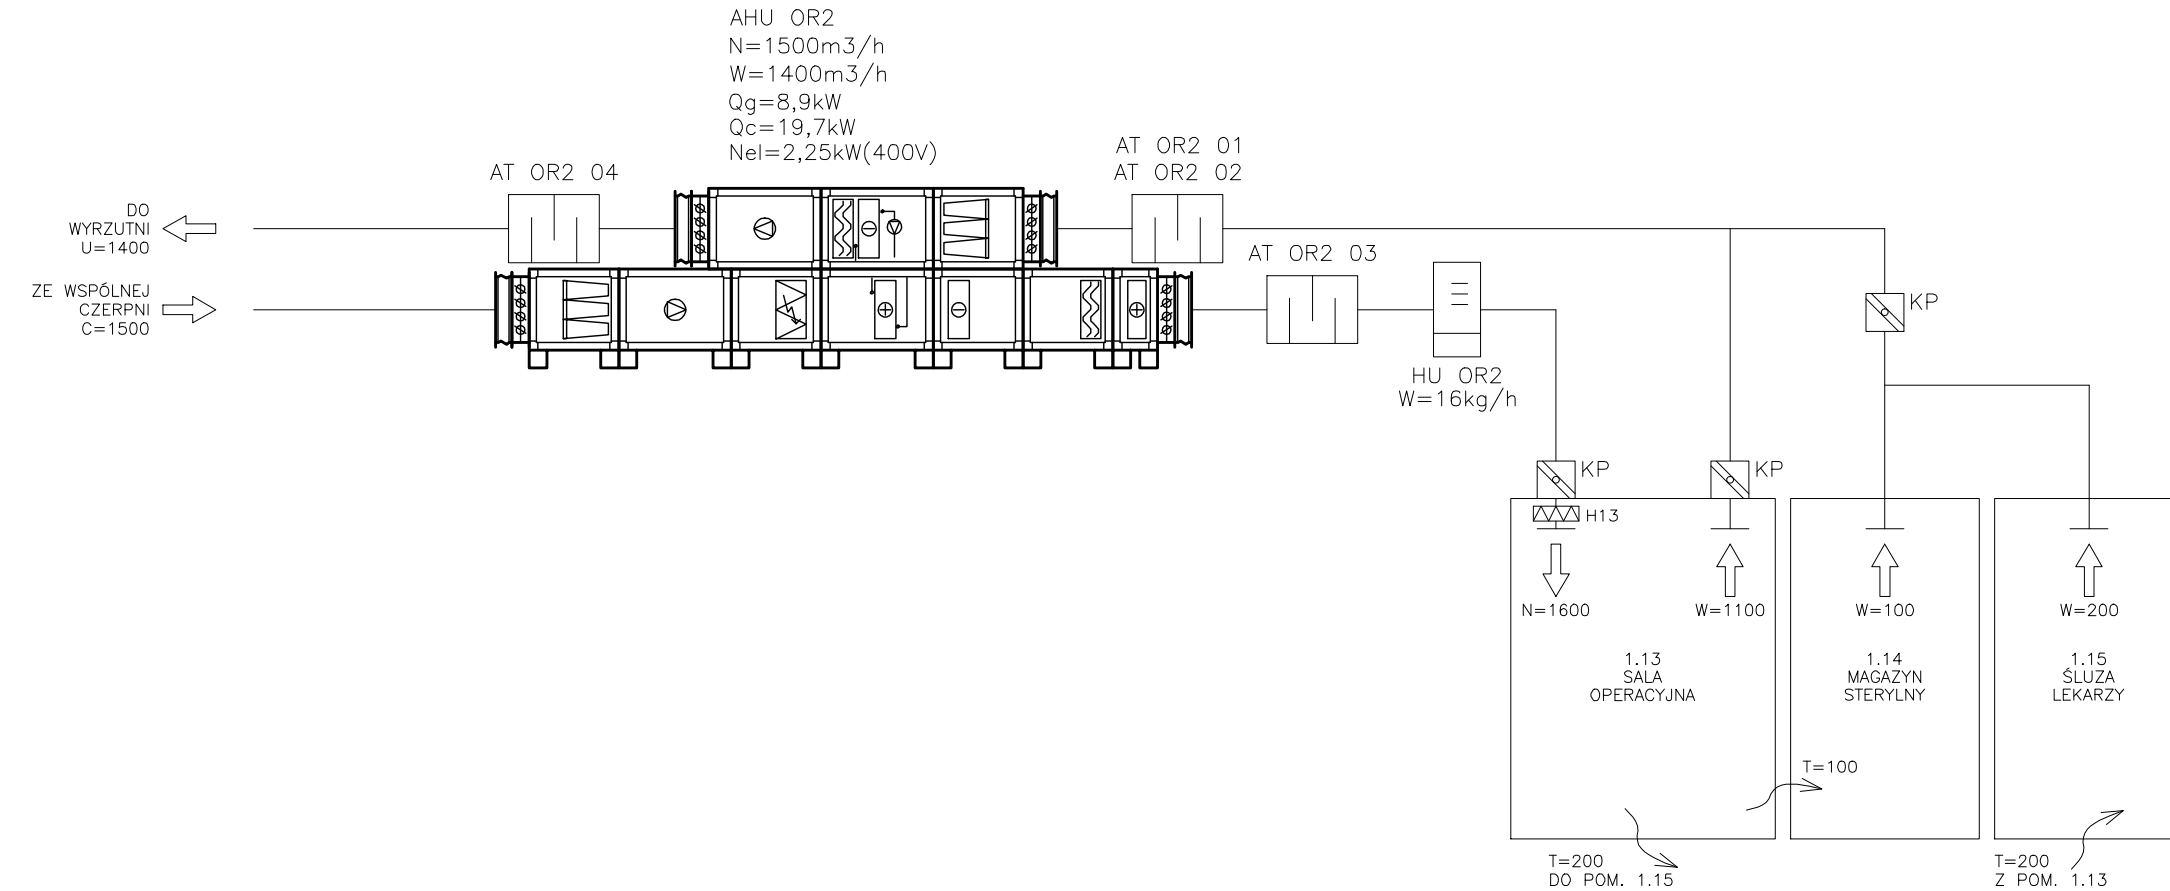 AHU OR2
N=1500m3/h
W=1400m3/h
Qg=8,9kW
Qc=19,7kW
Nel=2,25kW(400V)
AT OR2 04
AT OR2 01
AT OR2 02
DO
WYRZUTNI
U=1400
AT OR2 03
ZE WSPÓLNEJ
CZERPNI
C=1500
KP
HU OR2
W=16kg/h
KP
KP
H13
N=1600
W=1100
W=100
W=200
1.13
SALA
OPERACYJNA
1.14
MAGAZYN
STERYLNY
1.15
ŚLUZA
LEKARZY
T=100
T=200
DO POM. 1.15
T=200
Z POM. 1.13